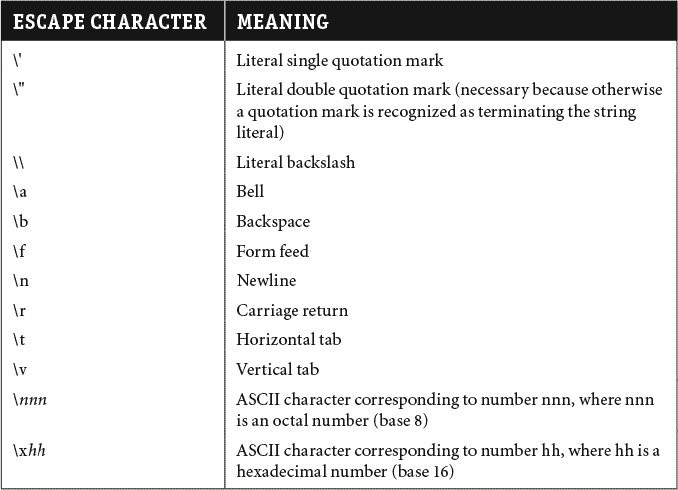 ESCAPE CHARACTER MEANING
\' Literal single quotation mark
\" Literal double quotation mark (necessary because otherwise
a quotation mark is recognized as terminating the string
literal)
\\ Literal backslash
\a Bell
\b Backspace
\f Form feed
\n Newline
\r Carriage return
\t Horizontal tab
\v Vertical tab
\nnn ASCII character corresponding to number nnn, where nnn
is an octal number (base 8)
\xhh ASCII character corresponding to number hh, where hh is a
hexadecimal number (base 16)